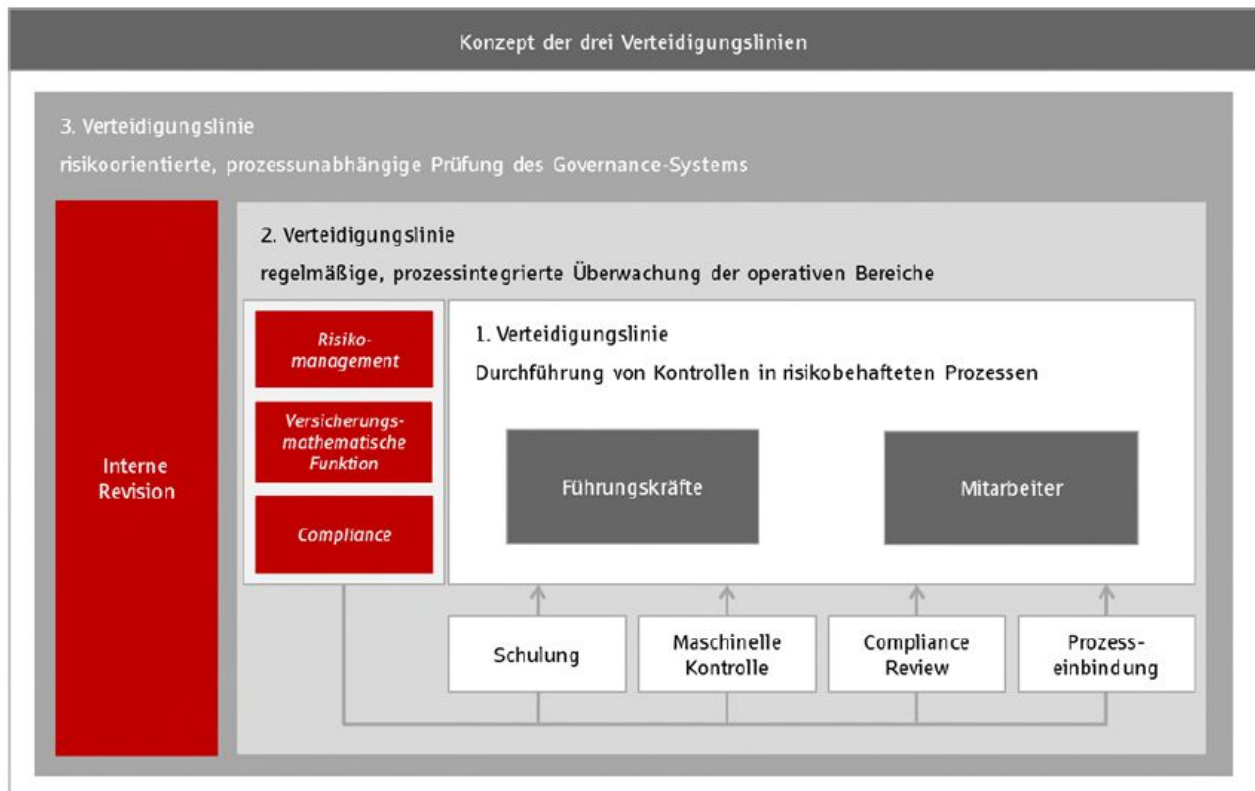 Konzept der drei Verteidigungslinien
3. Verteidigungslinie
risikoorientierte, prozessunabhängige Prüfung des Governance-Systems
Interne
Revision
2. Verteidigungslinie
regelmäßige, prozessintegrierte Überwachung der operativen Bereiche
Risiko-
management
Versicherungs-
mathematische
Funktion
Compliance
1. Verteidigungslinie
Durchführung von Kontrollen in risikobehafteten Prozessen
Führungskräfte
Mitarbeiter
Schulung
Maschinelle
Kontrolle
Compliance
Review
Prozess-
einbindung